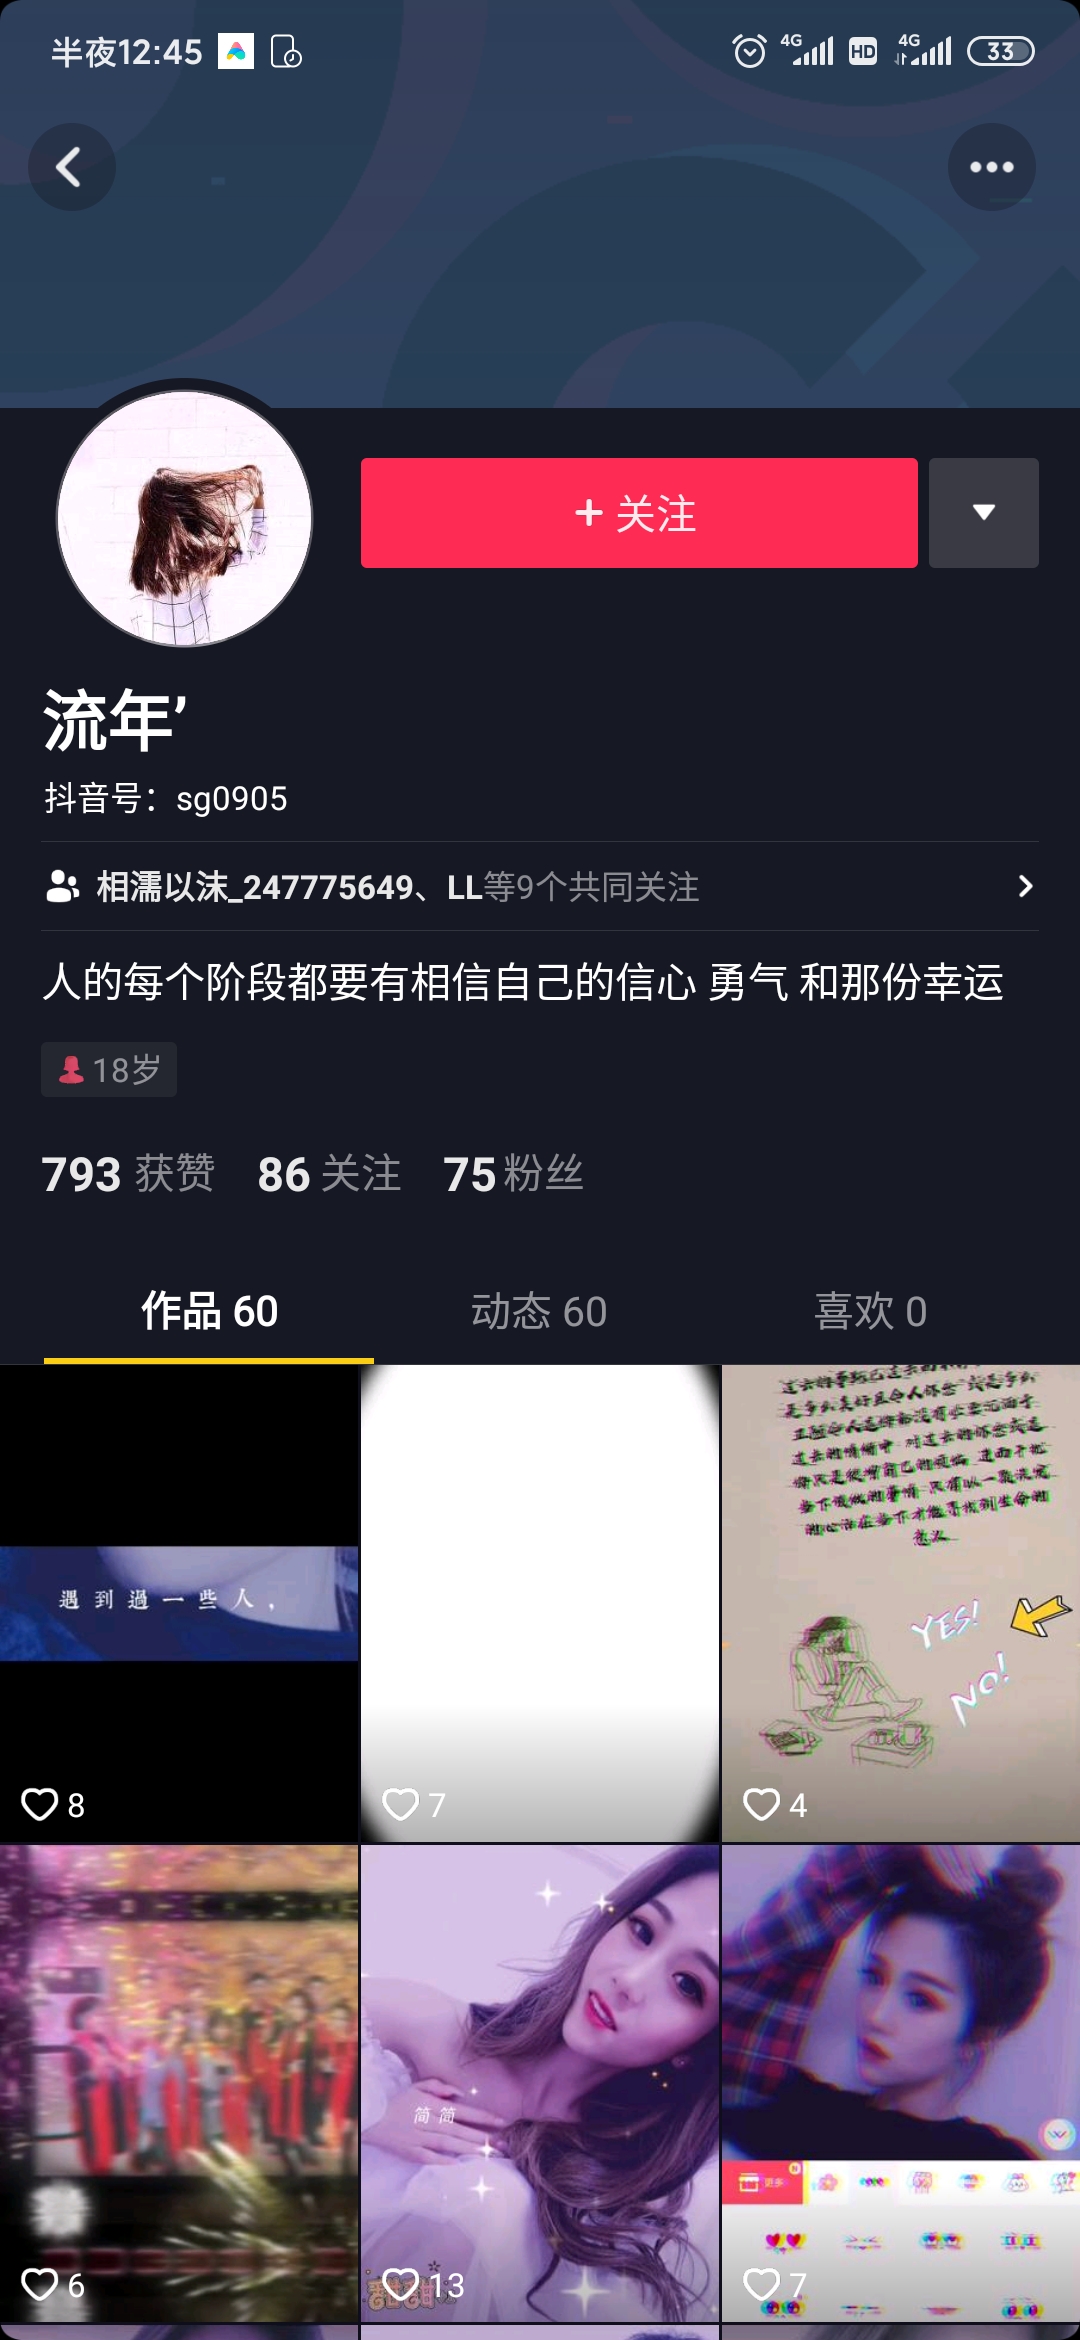 半夜12:45
4G HD 4G 33
+ 关注
流年’
抖音号：sg0905
相濡以沫_247775649、LL等9个共同关注
人的每个阶段都要有相信自己的信心 勇气 和那份幸运
18岁
793 获赞 86 关注 75 粉丝
作品 60 动态 60 喜欢 0
遇到過一些人，
YES!
NO!
8 7 4
简 简
更多
6 13 7